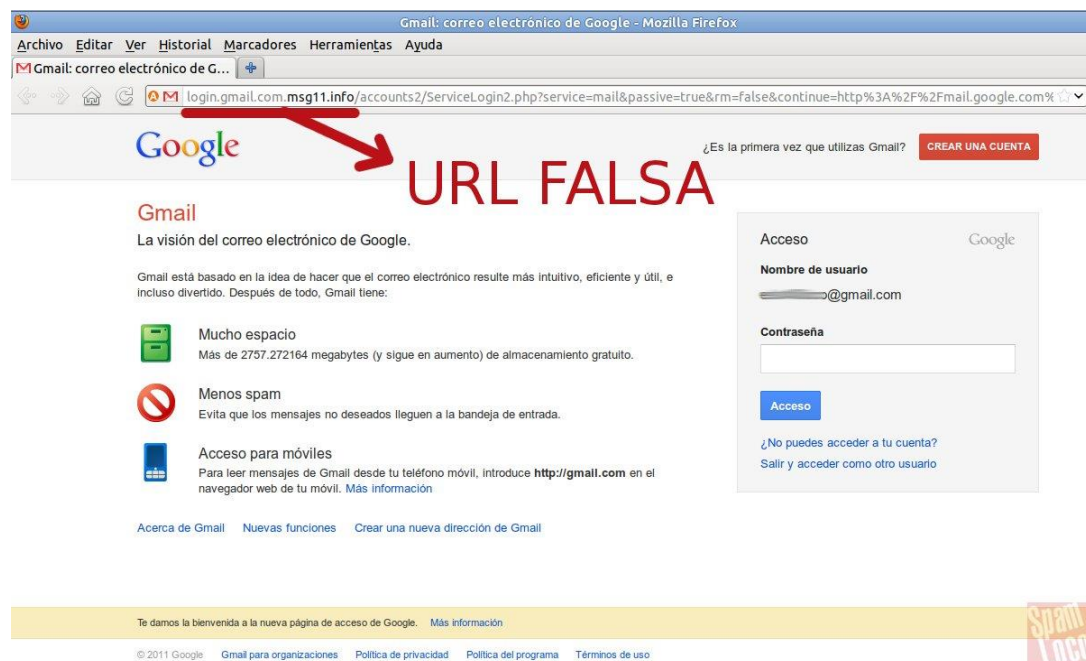 Gmail: correo electrónico de Google - Mozilla Firefox
Archivo Editar Ver Historial Marcadores Herramientas Ayuda
Gmail: correo electrónico de G...
login.gmail.com.msg11.info/accounts2/ServiceLogin2.php?service=mail&passive=true&rm=false&continue=http%3A%2F%2Fmail.google.com%
Google
¿Es la primera vez que utilizas Gmail?
CREAR UNA CUENTA
URL FALSA
Gmail
La visión del correo electrónico de Google.
Gmail está basado en la idea de hacer que el correo electrónico resulte más intuitivo, eficiente y útil, e
incluso divertido. Después de todo, Gmail tiene:
Mucho espacio
Más de 2757.272164 megabytes (y sigue en aumento) de almacenamiento gratuito.
Menos spam
Evita que los mensajes no deseados lleguen a la bandeja de entrada.
Acceso para móviles
Para leer mensajes de Gmail desde tu teléfono móvil, introduce http://gmail.com en el
navegador web de tu móvil. Más información
Acerca de Gmail Nuevas funciones Crear una nueva dirección de Gmail
Acceso Google
Nombre de usuario
@gmail.com
Contraseña
Acceso
¿No puedes acceder a tu cuenta?
Salir y acceder como otro usuario
Te damos la bienvenida a la nueva página de acceso de Google. Más información
© 2011 Google Gmail para organizaciones Política de privacidad Política del programa Términos de uso
Spam
Loco